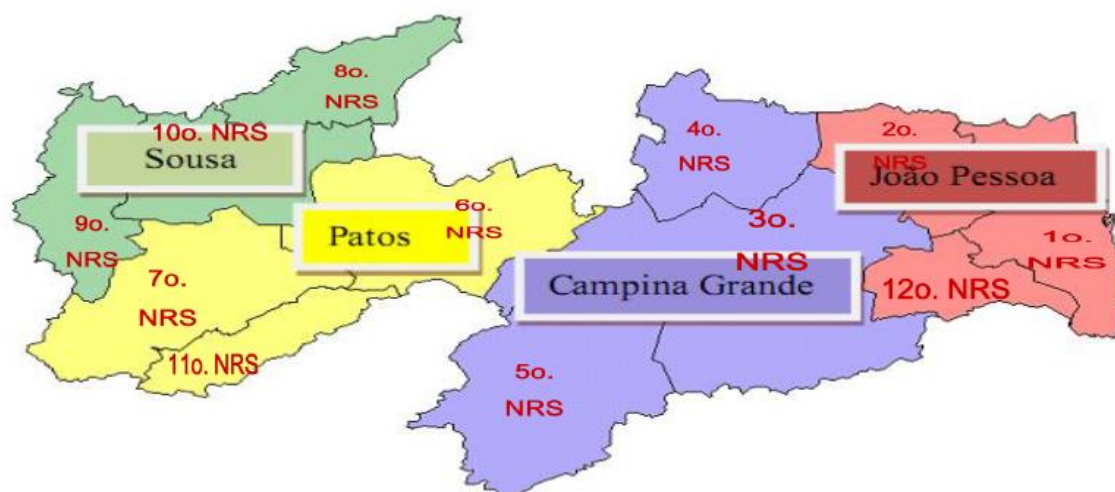 8o.
NRS
10o. NRS
Sousa
9o.
NRS
6o.
NRS
Patos
7o.
NRS
11o. NRS
4o.
NRS
3o.
NRS
Campina Grande
5o.
NRS
2o.
NRS
João Pessoa
1o.
NRS
12o. NRS